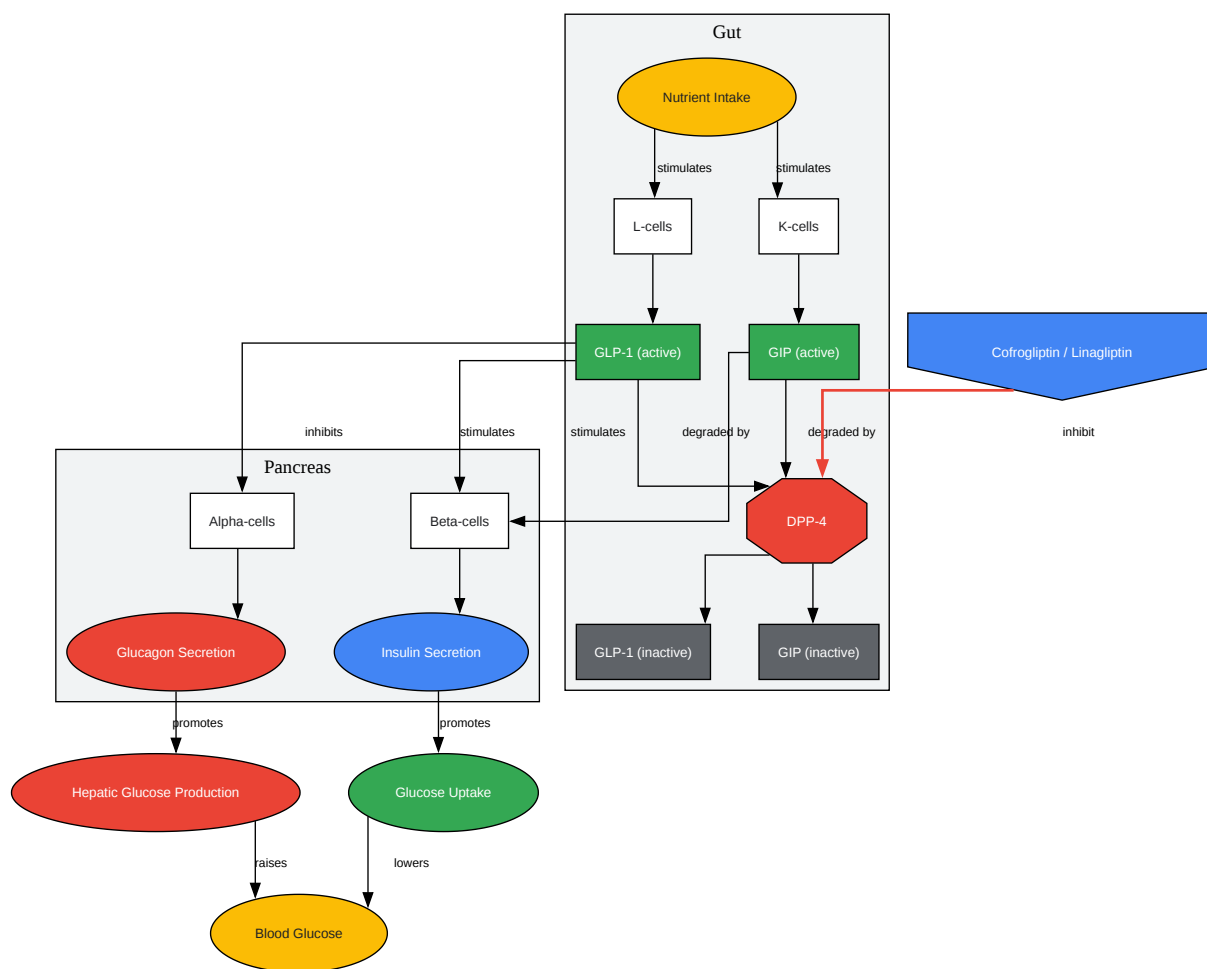 Gut
Nutrient Intake
stimulates
stimulates
L-cells
K-cells
GLP-1 (active)
GIP (active)
Cofrogliptin / Linagliptin
inhibits
stimulates
stimulates
degraded by
degraded by
inhibit
Pancreas
Alpha-cells
Beta-cells
DPP-4
Glucagon Secretion
Insulin Secretion
GLP-1 (inactive)
GIP (inactive)
promotes
promotes
Hepatic Glucose Production
Glucose Uptake
raises
lowers
Blood Glucose